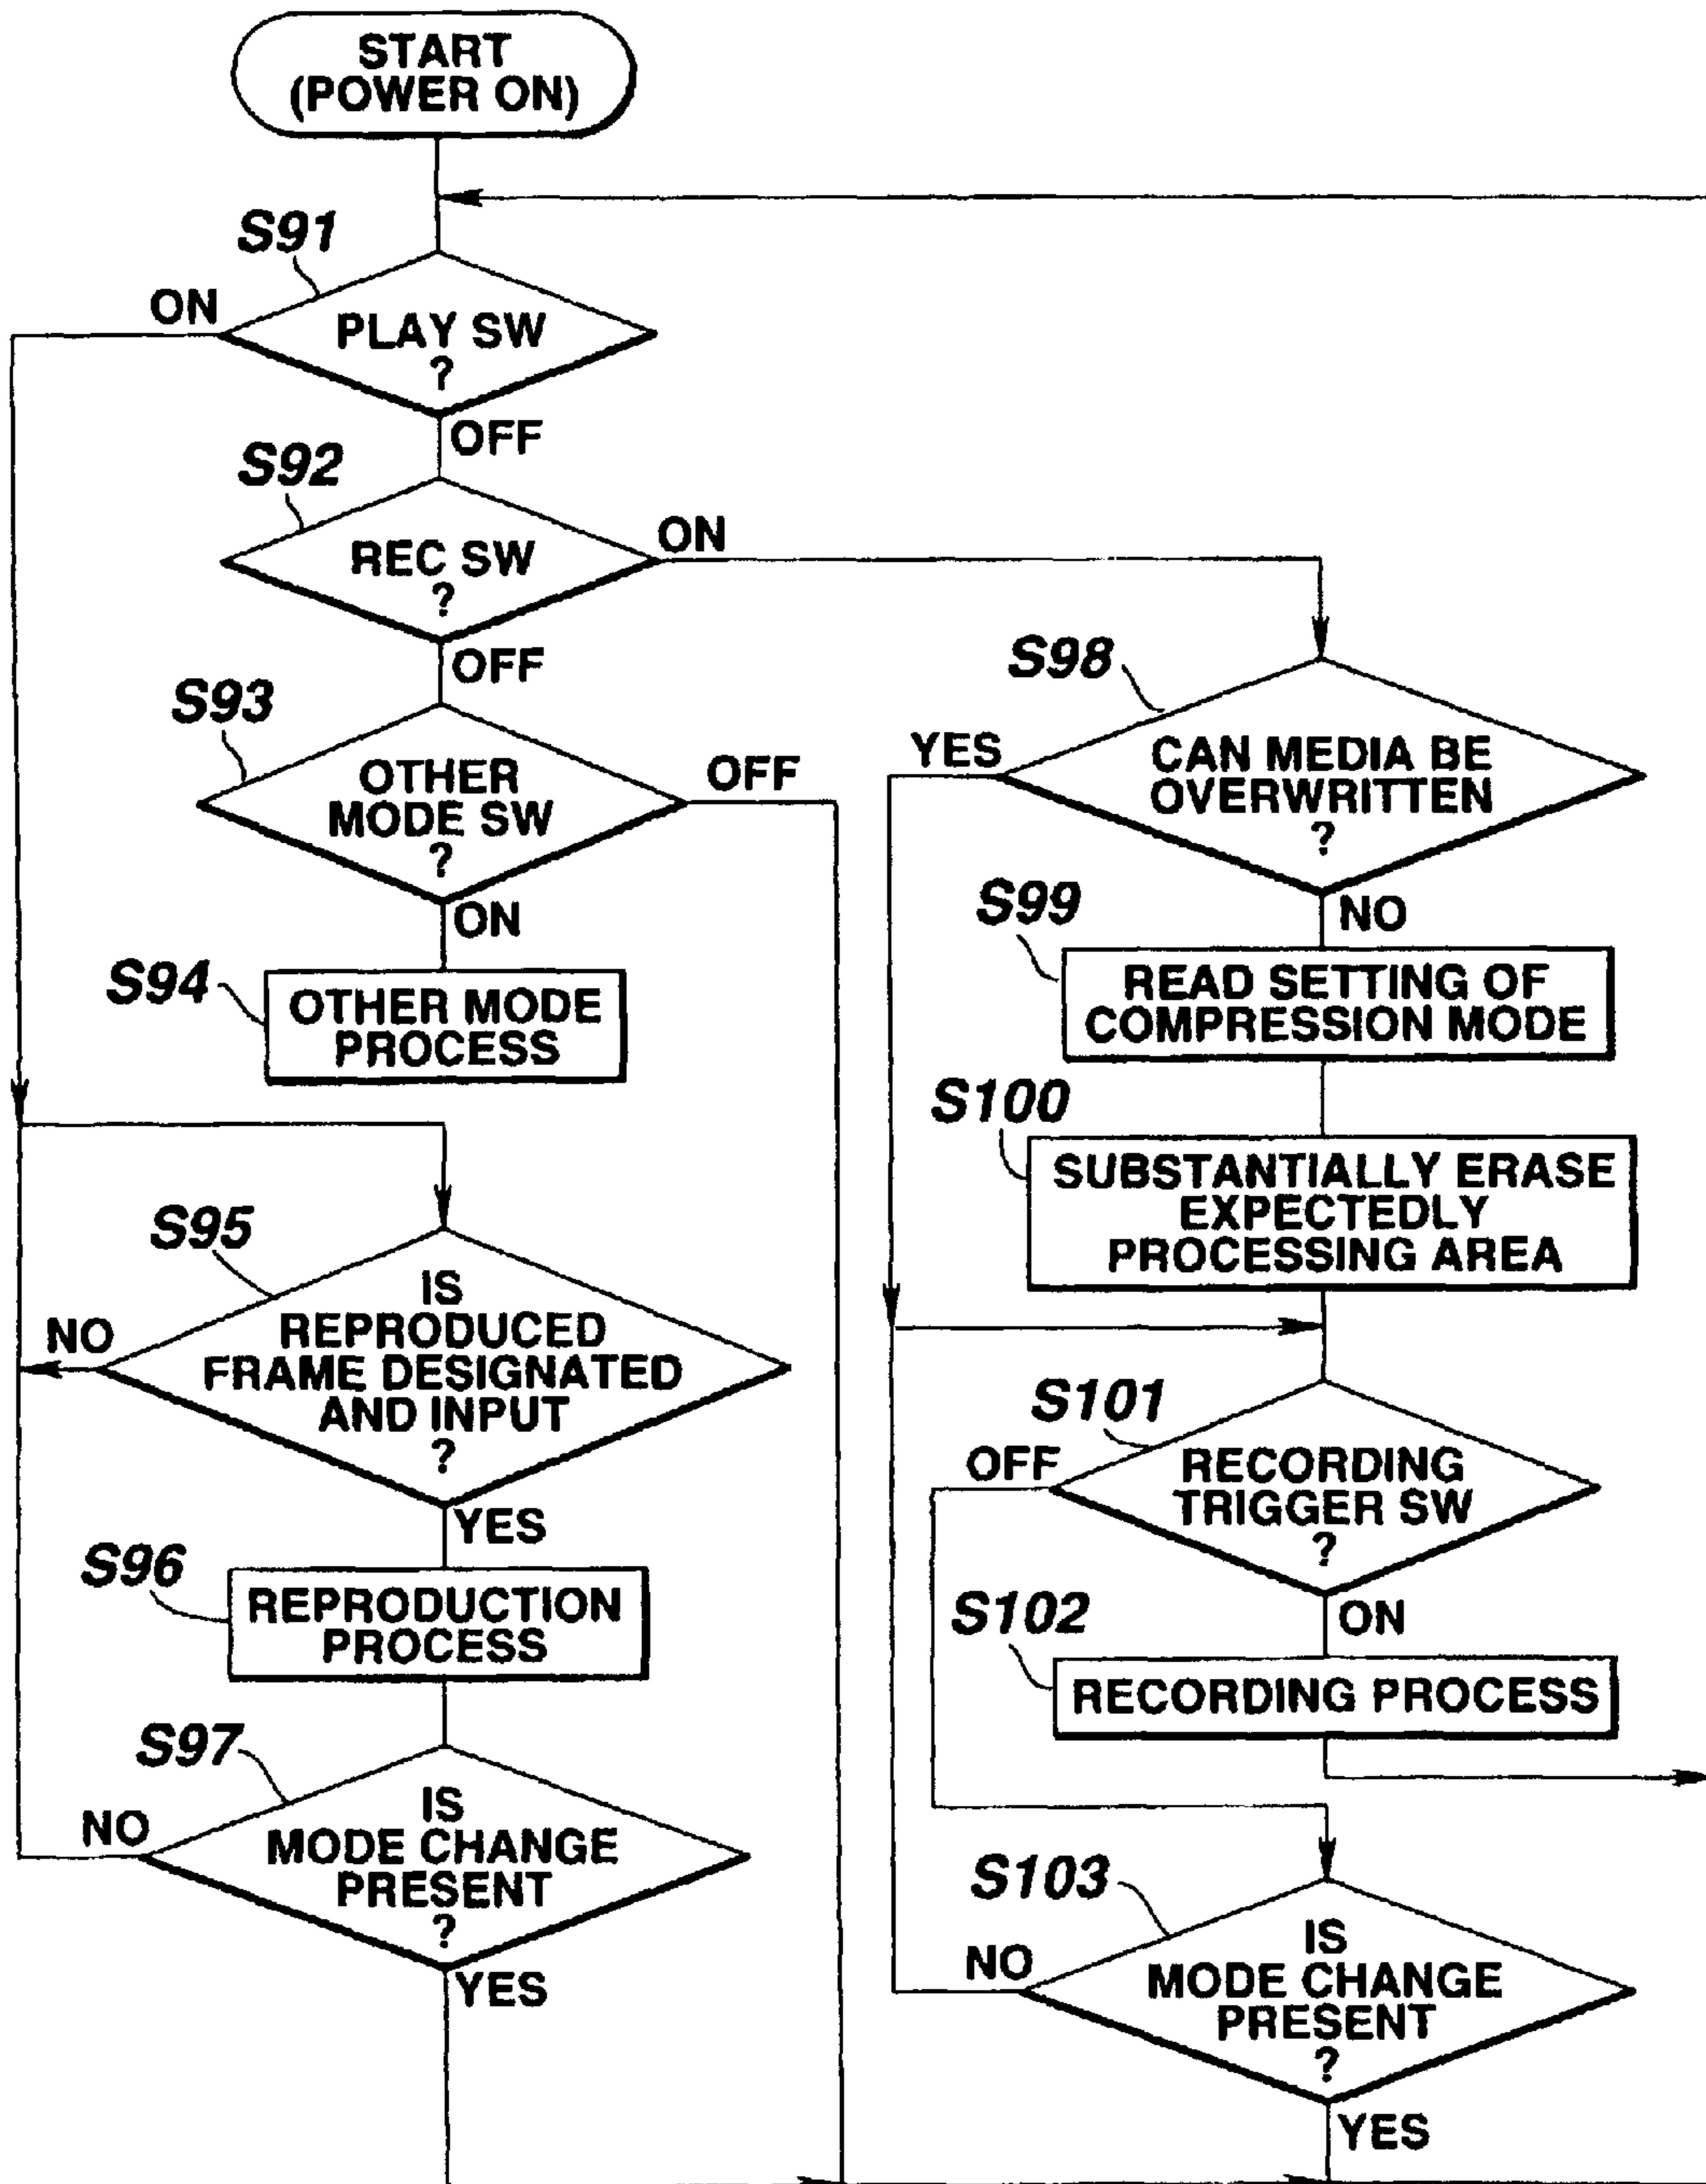 START
(POWER ON)
S91
ON
PLAY SW
?
OFF
S92
REC SW
?
ON
OFF
S93
OTHER
MODE SW
?
OFF
ON
S94
OTHER MODE
PROCESS
S95
IS
REPRODUCED
FRAME DESIGNATED
AND INPUT
?
NO
YES
S96
REPRODUCTION
PROCESS
S97
IS
MODE CHANGE
PRESENT
?
NO
YES
S98
YES
CAN MEDIA BE
OVERWRITTEN
?
NO
S99
READ SETTING OF
COMPRESSION MODE
S100
SUBSTANTIALLY ERASE
EXPECTEDLY
PROCESSING AREA
S101
OFF
RECORDING
TRIGGER SW
?
ON
S102
RECORDING PROCESS
S103
IS
MODE CHANGE
PRESENT
?
NO
YES